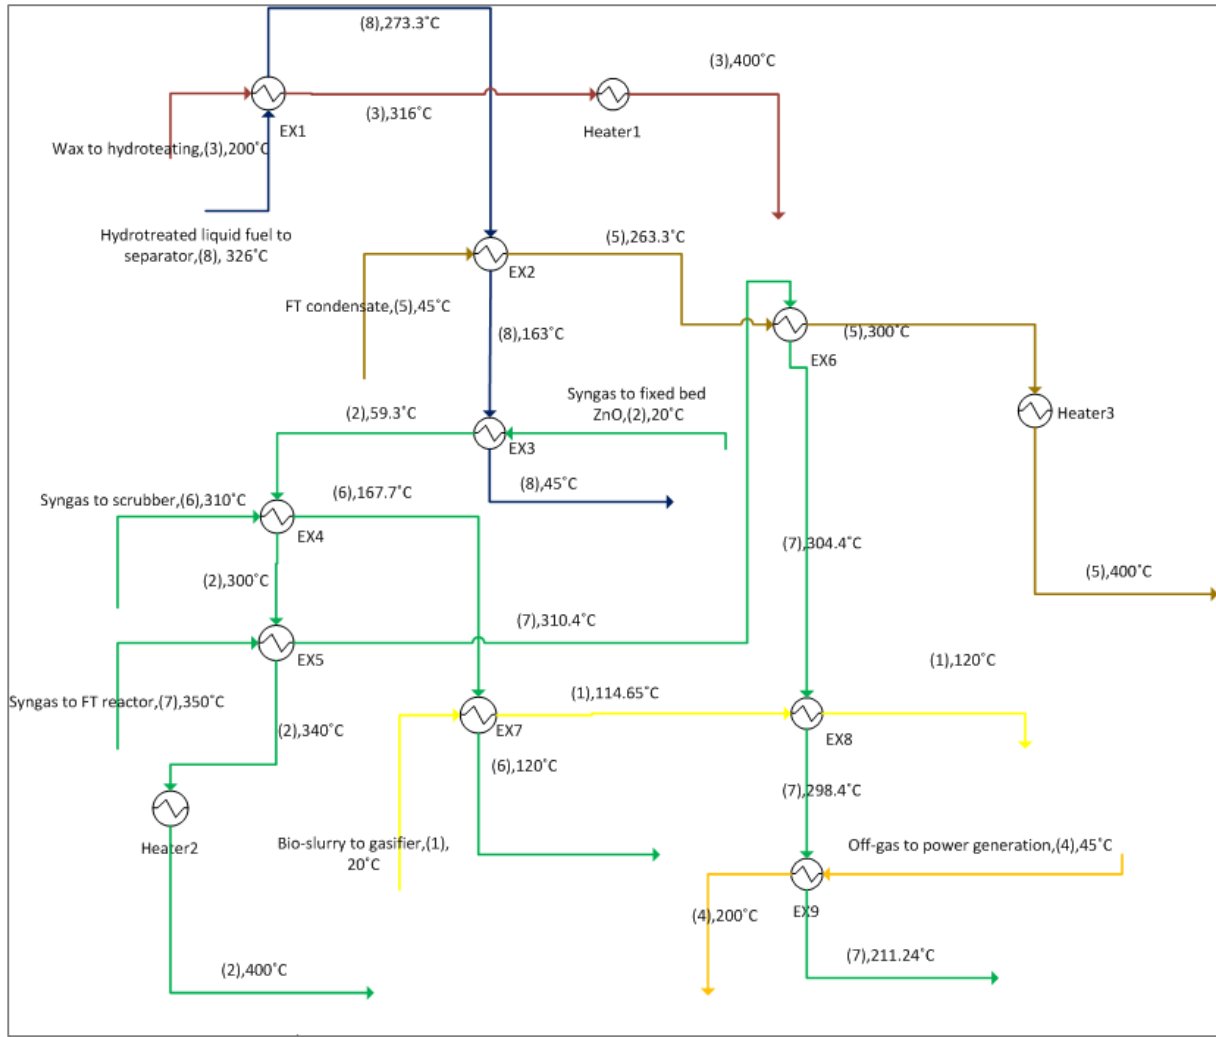 (8),273.3˚C
(3),400˚C
(3),316˚C
EX1
Heater1
Wax to hydroteating,(3),200˚C
Hydrotreated liquid fuel to
separator,(8), 326˚C
(5),263.3˚C
EX2
FT condensate,(5),45˚C
(8),163˚C
(5),300˚C
EX6
Syngas to fixed bed
ZnO,(2),20˚C
(2),59.3˚C
Heater3
EX3
(8),45˚C
Syngas to scrubber,(6),310˚C
(6),167.7˚C
EX4
(7),304.4˚C
(2),300˚C
(5),400˚C
(7),310.4˚C
EX5
(1),120˚C
Syngas to FT reactor,(7),350˚C
(1),114.65˚C
(2),340˚C
EX7
EX8
(6),120˚C
(7),298.4˚C
Heater2
Bio-slurry to gasifier,(1),
20˚C
Off-gas to power generation,(4),45˚C
EX9
(4),200˚C
(7),211.24˚C
(2),400˚C